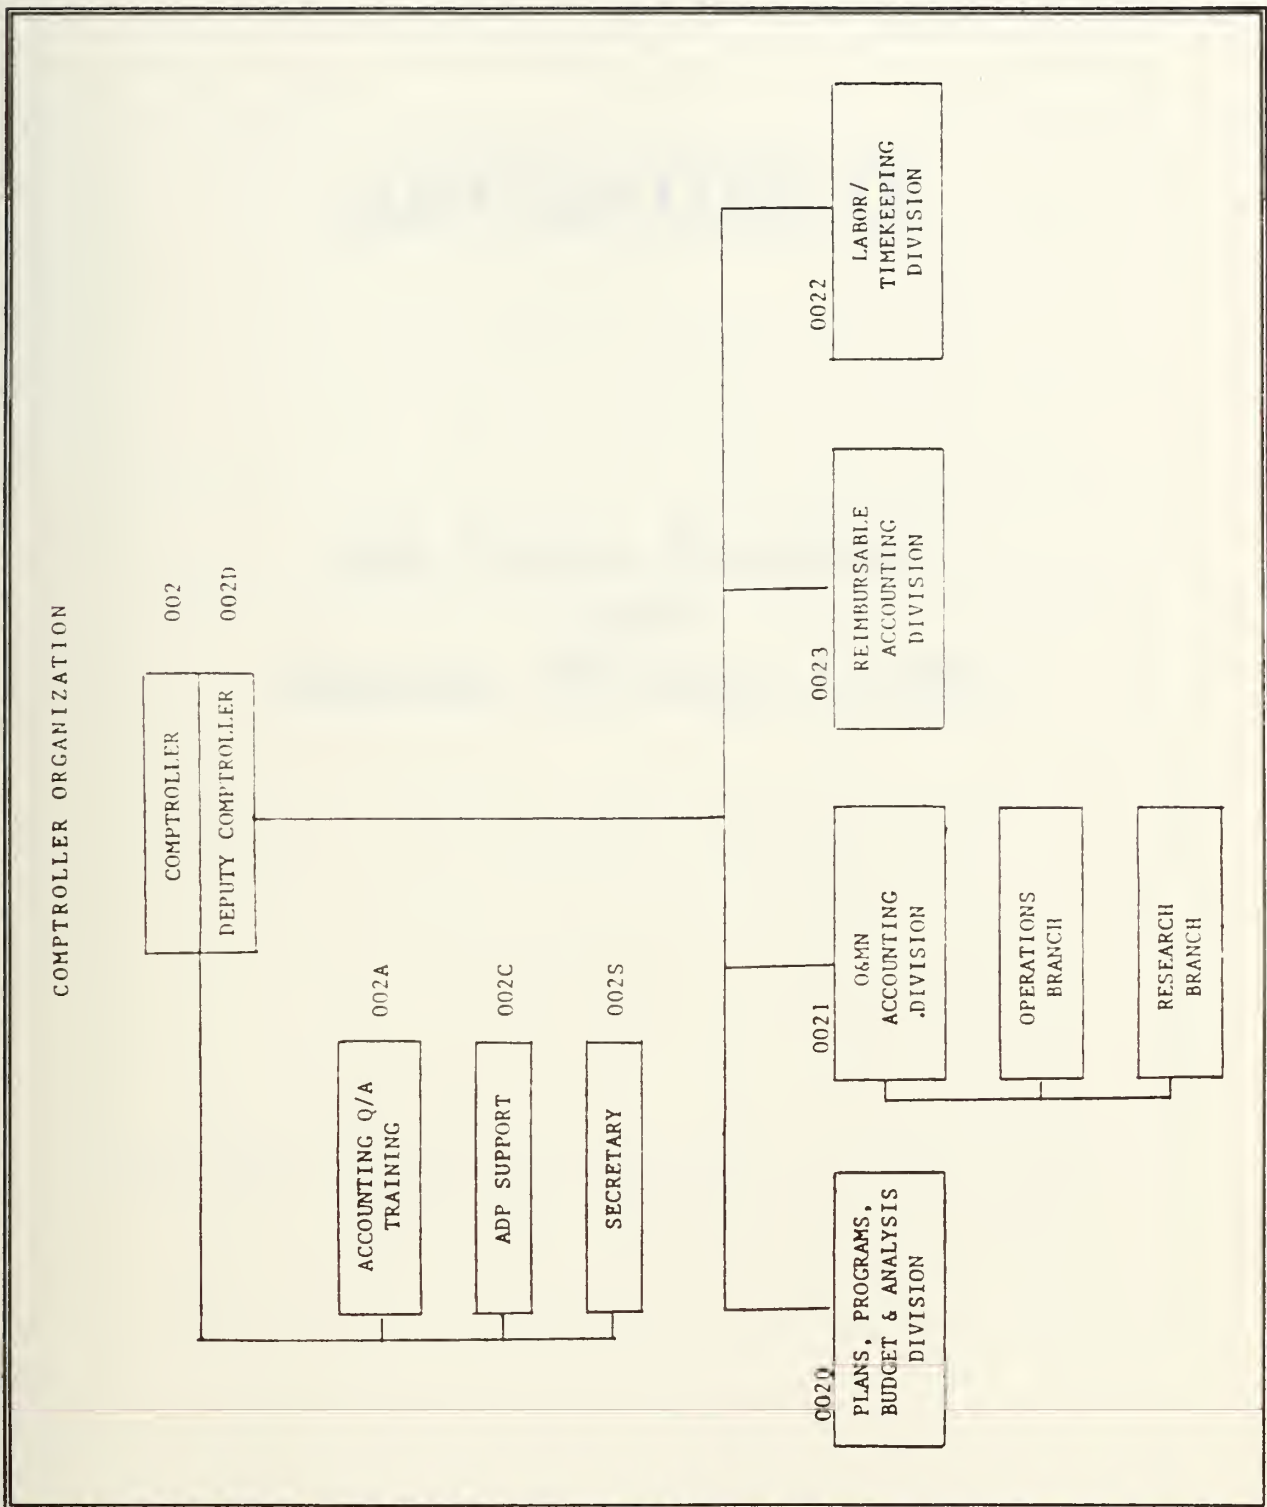 COMPTROLLER ORGANIZATION
COMPTROLLER
002
DEPUTY COMPTROLLER
002D
ACCOUNTING Q/A
TRAINING
002A
ADP SUPPORT
002C
SECRETARY
002S
0020
PLANS, PROGRAMS,
BUDGET & ANALYSIS
DIVISION
0021
O&MN
ACCOUNTING
.DIVISION
OPERATIONS
BRANCH
RESEARCH
BRANCH
0023
REIMBURSABLE
ACCOUNTING
DIVISION
0022
LABOR/
TIMEKEEPING
DIVISION